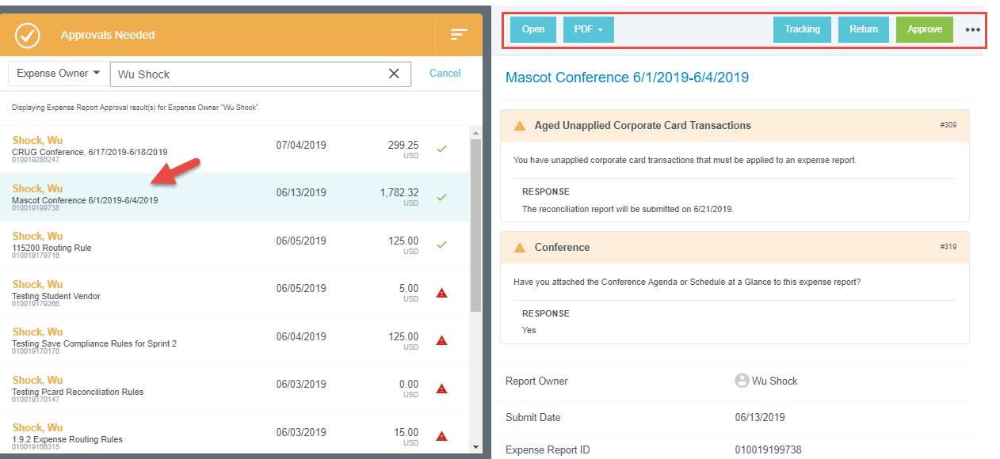 Approvals Needed
Expense Owner
Wu Shock
Cancel
Displaying Expense Report Approval result(s) for Expense Owner "Wu Shock"
Shock, Wu
CRUG Conference, 6/17/2019-6/18/2019
010019286247
07/04/2019
299.25
USD
Shock, Wu
Mascot Conference 6/1/2019-6/4/2019
010019199738
06/13/2019
1,782.32
USD
Shock, Wu
115200 Routing Rule
010019179716
06/05/2019
125.00
USD
Shock, Wu
Testing Student Vendor
010019179266
06/05/2019
5.00
USD
Shock, Wu
Testing Save Compliance Rules for Sprint 2
010019170176
06/04/2019
125.00
USD
Shock, Wu
Testing Pcard Reconciliation Rules
010019170147
06/03/2019
0.00
USD
Shock, Wu
1.9.2 Expense Routing Rules
010019166315
06/03/2019
15.00
USD
Open
PDF
Tracking
Return
Approve
Mascot Conference 6/1/2019-6/4/2019
Aged Unapplied Corporate Card Transactions
#309
You have unapplied corporate card transactions that must be applied to an expense report.
RESPONSE
The reconciliation report will be submitted on 6/21/2019.
Conference
#319
Have you attached the Conference Agenda or Schedule at a Glance to this expense report?
RESPONSE
Yes
Report Owner
Wu Shock
Submit Date
06/13/2019
Expense Report ID
010019199738